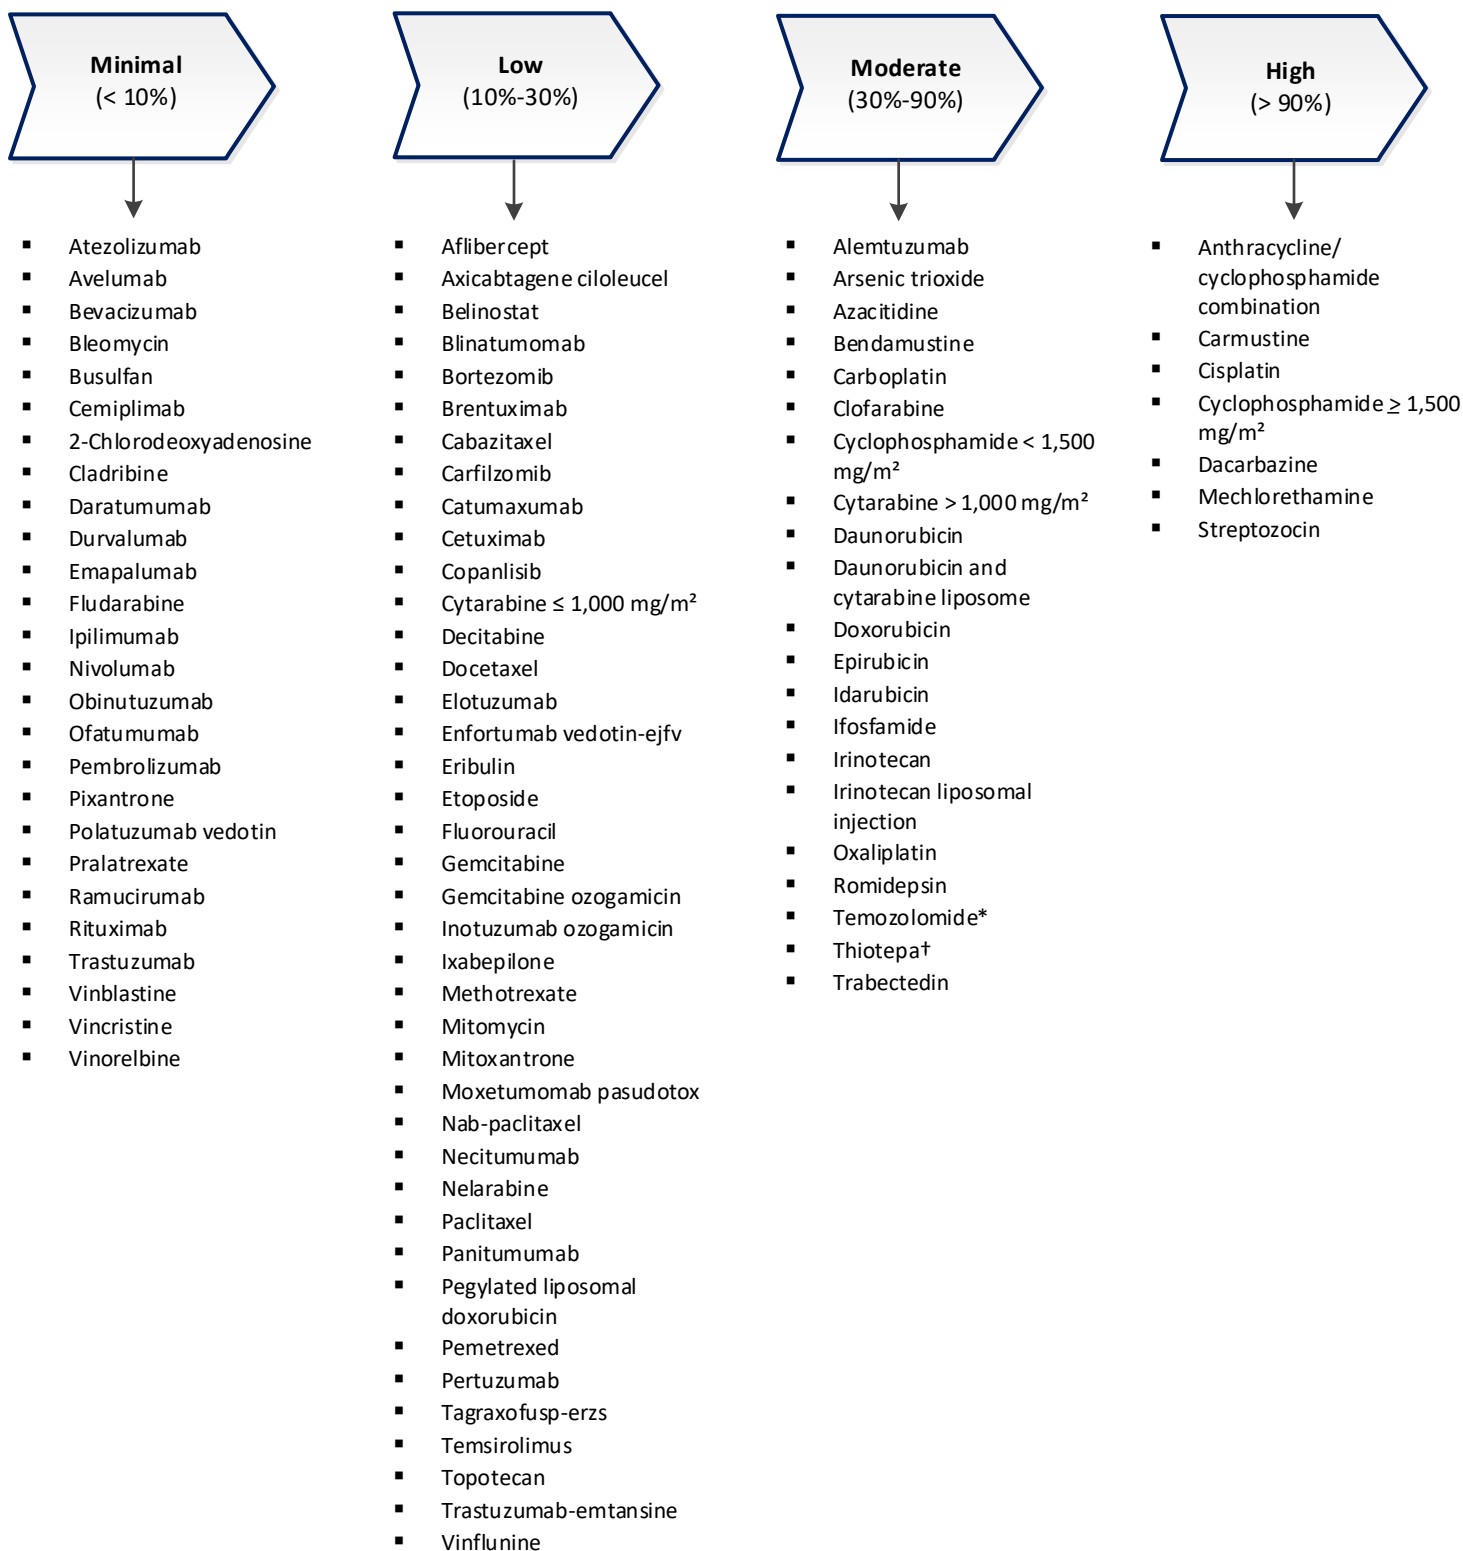 Minimal
(< 10%)
Atezolizumab
Avelumab
Bevacizumab
Bleomycin
Busulfan
Cemiplimab
2-Chlorodeoxyadenosine
Cladribine
Daratumumab
Durvalumab
Emapalumab
Fludarabine
Ipilimumab
Nivolumab
Obinutuzumab
Ofatumumab
Pembrolizumab
Pixantrone
Polatuzumab vedotin
Pralatrexate
Ramucirumab
Rituximab
Trastuzumab
Vinblastine
Vincristine
Vinorelbine
Low
(10%-30%)
Aflibercept
Axicabtagene ciloleucel
Belinostat
Blinatumomab
Bortezomib
Brentuximab
Cabazitaxel
Carfilzomib
Catumaxumab
Cetuximab
Copanlisib
Cytarabine ≤ 1,000 mg/m²
Decitabine
Docetaxel
Elotuzumab
Enfortumab vedotin-ejfv
Eribulin
Etoposide
Fluorouracil
Gemcitabine
Gemcitabine ozogamicin
Inotuzumab ozogamicin
Ixabepilone
Methotrexate
Mitomycin
Mitoxantrone
Moxetumomab pasudotox
Nab-paclitaxel
Necitumumab
Nelarabine
Paclitaxel
Panitumumab
Pegylated liposomal
doxorubicin
Pemetrexed
Pertuzumab
Tagraxofusp-erzs
Temsirolimus
Topotecan
Trastuzumab-emtansine
Vinflunine
Moderate
(30%-90%)
Alemtuzumab
Arsenic trioxide
Azacitidine
Bendamustine
Carboplatin
Clofarabine
Cyclophosphamide < 1,500
mg/m²
Cytarabine > 1,000 mg/m²
Daunorubicin
Daunorubicin and
cytarabine liposome
Doxorubicin
Epirubicin
Idarubicin
Ifosfamide
Irinotecan
Irinotecan liposomal
injection
Oxaliplatin
Romidepsin
Temozolomide*
Thiotepa†
Trabectedin
High
(> 90%)
Anthracycline/
cyclophosphamide
combination
Carmustine
Cisplatin
Cyclophosphamide ≥ 1,500
mg/m²
Dacarbazine
Mechlorethamine
Streptozocin